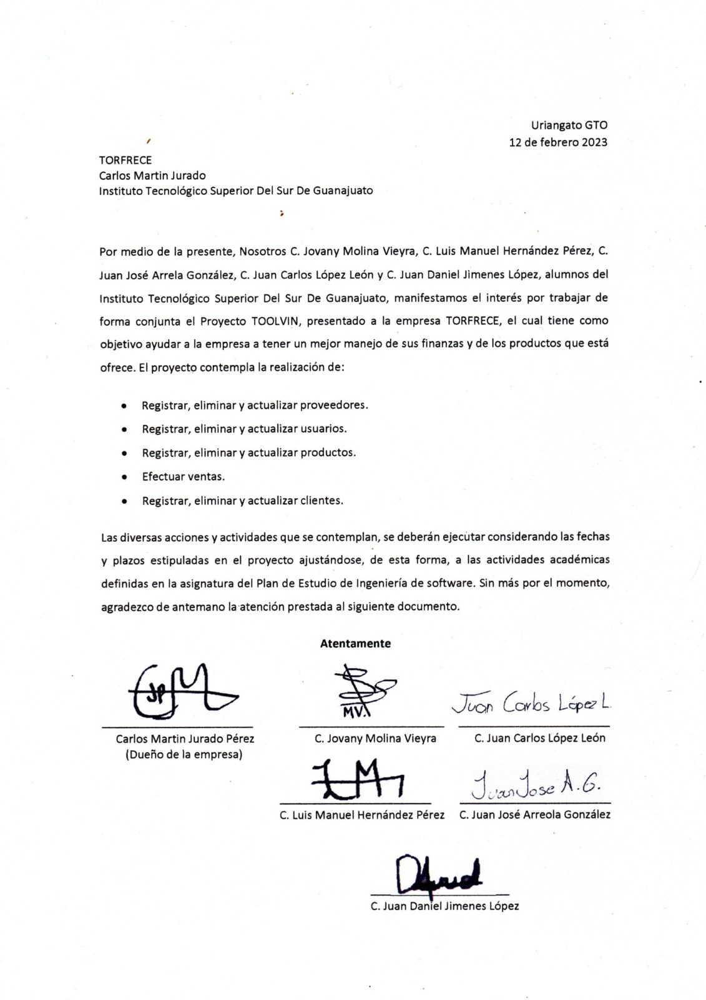 Uriangato GTO
12 de febrero 2023
TORFRECE
Carlos Martin Jurado
Instituto Tecnológico Superior Del Sur De Guanajuato
Por medio de la presente, Nosotros C. Jovany Molina Vieyra, C. Luis Manuel Hernández Pérez, C.
Juan José Arrela González, C. Juan Carlos López León y C. Juan Daniel Jimenes López, alumnos del
Instituto Tecnológico Superior Del Sur De Guanajuato, manifestamos el interés por trabajar de
forma conjunta el Proyecto TOOLVIN, presentado a la empresa TORFRECE, el cual tiene como
objetivo ayudar a la empresa a tener un mejor manejo de sus finanzas y de los productos que está
ofrece. El proyecto contempla la realización de:
• Registrar, eliminar y actualizar proveedores.
• Registrar, eliminar y actualizar usuarios.
• Registrar, eliminar y actualizar productos.
• Efectuar ventas.
• Registrar, eliminar y actualizar clientes.
Las diversas acciones y actividades que se contemplan, se deberán ejecutar considerando las fechas
y plazos estipuladas en el proyecto ajustándose, de esta forma, a las actividades académicas
definidas en la asignatura del Plan de Estudio de Ingeniería de software. Sin más por el momento,
agradezco de antemano la atención prestada al siguiente documento.
Atentamente
JP
MV.
Juan Carlos López L.
Carlos Martin Jurado Pérez
(Dueño de la empresa)
C. Jovany Molina Vieyra
C. Juan Carlos López León
Juan Jose A. G.
C. Luis Manuel Hernández Pérez
C. Juan José Arreola González
C. Juan Daniel Jimenes López